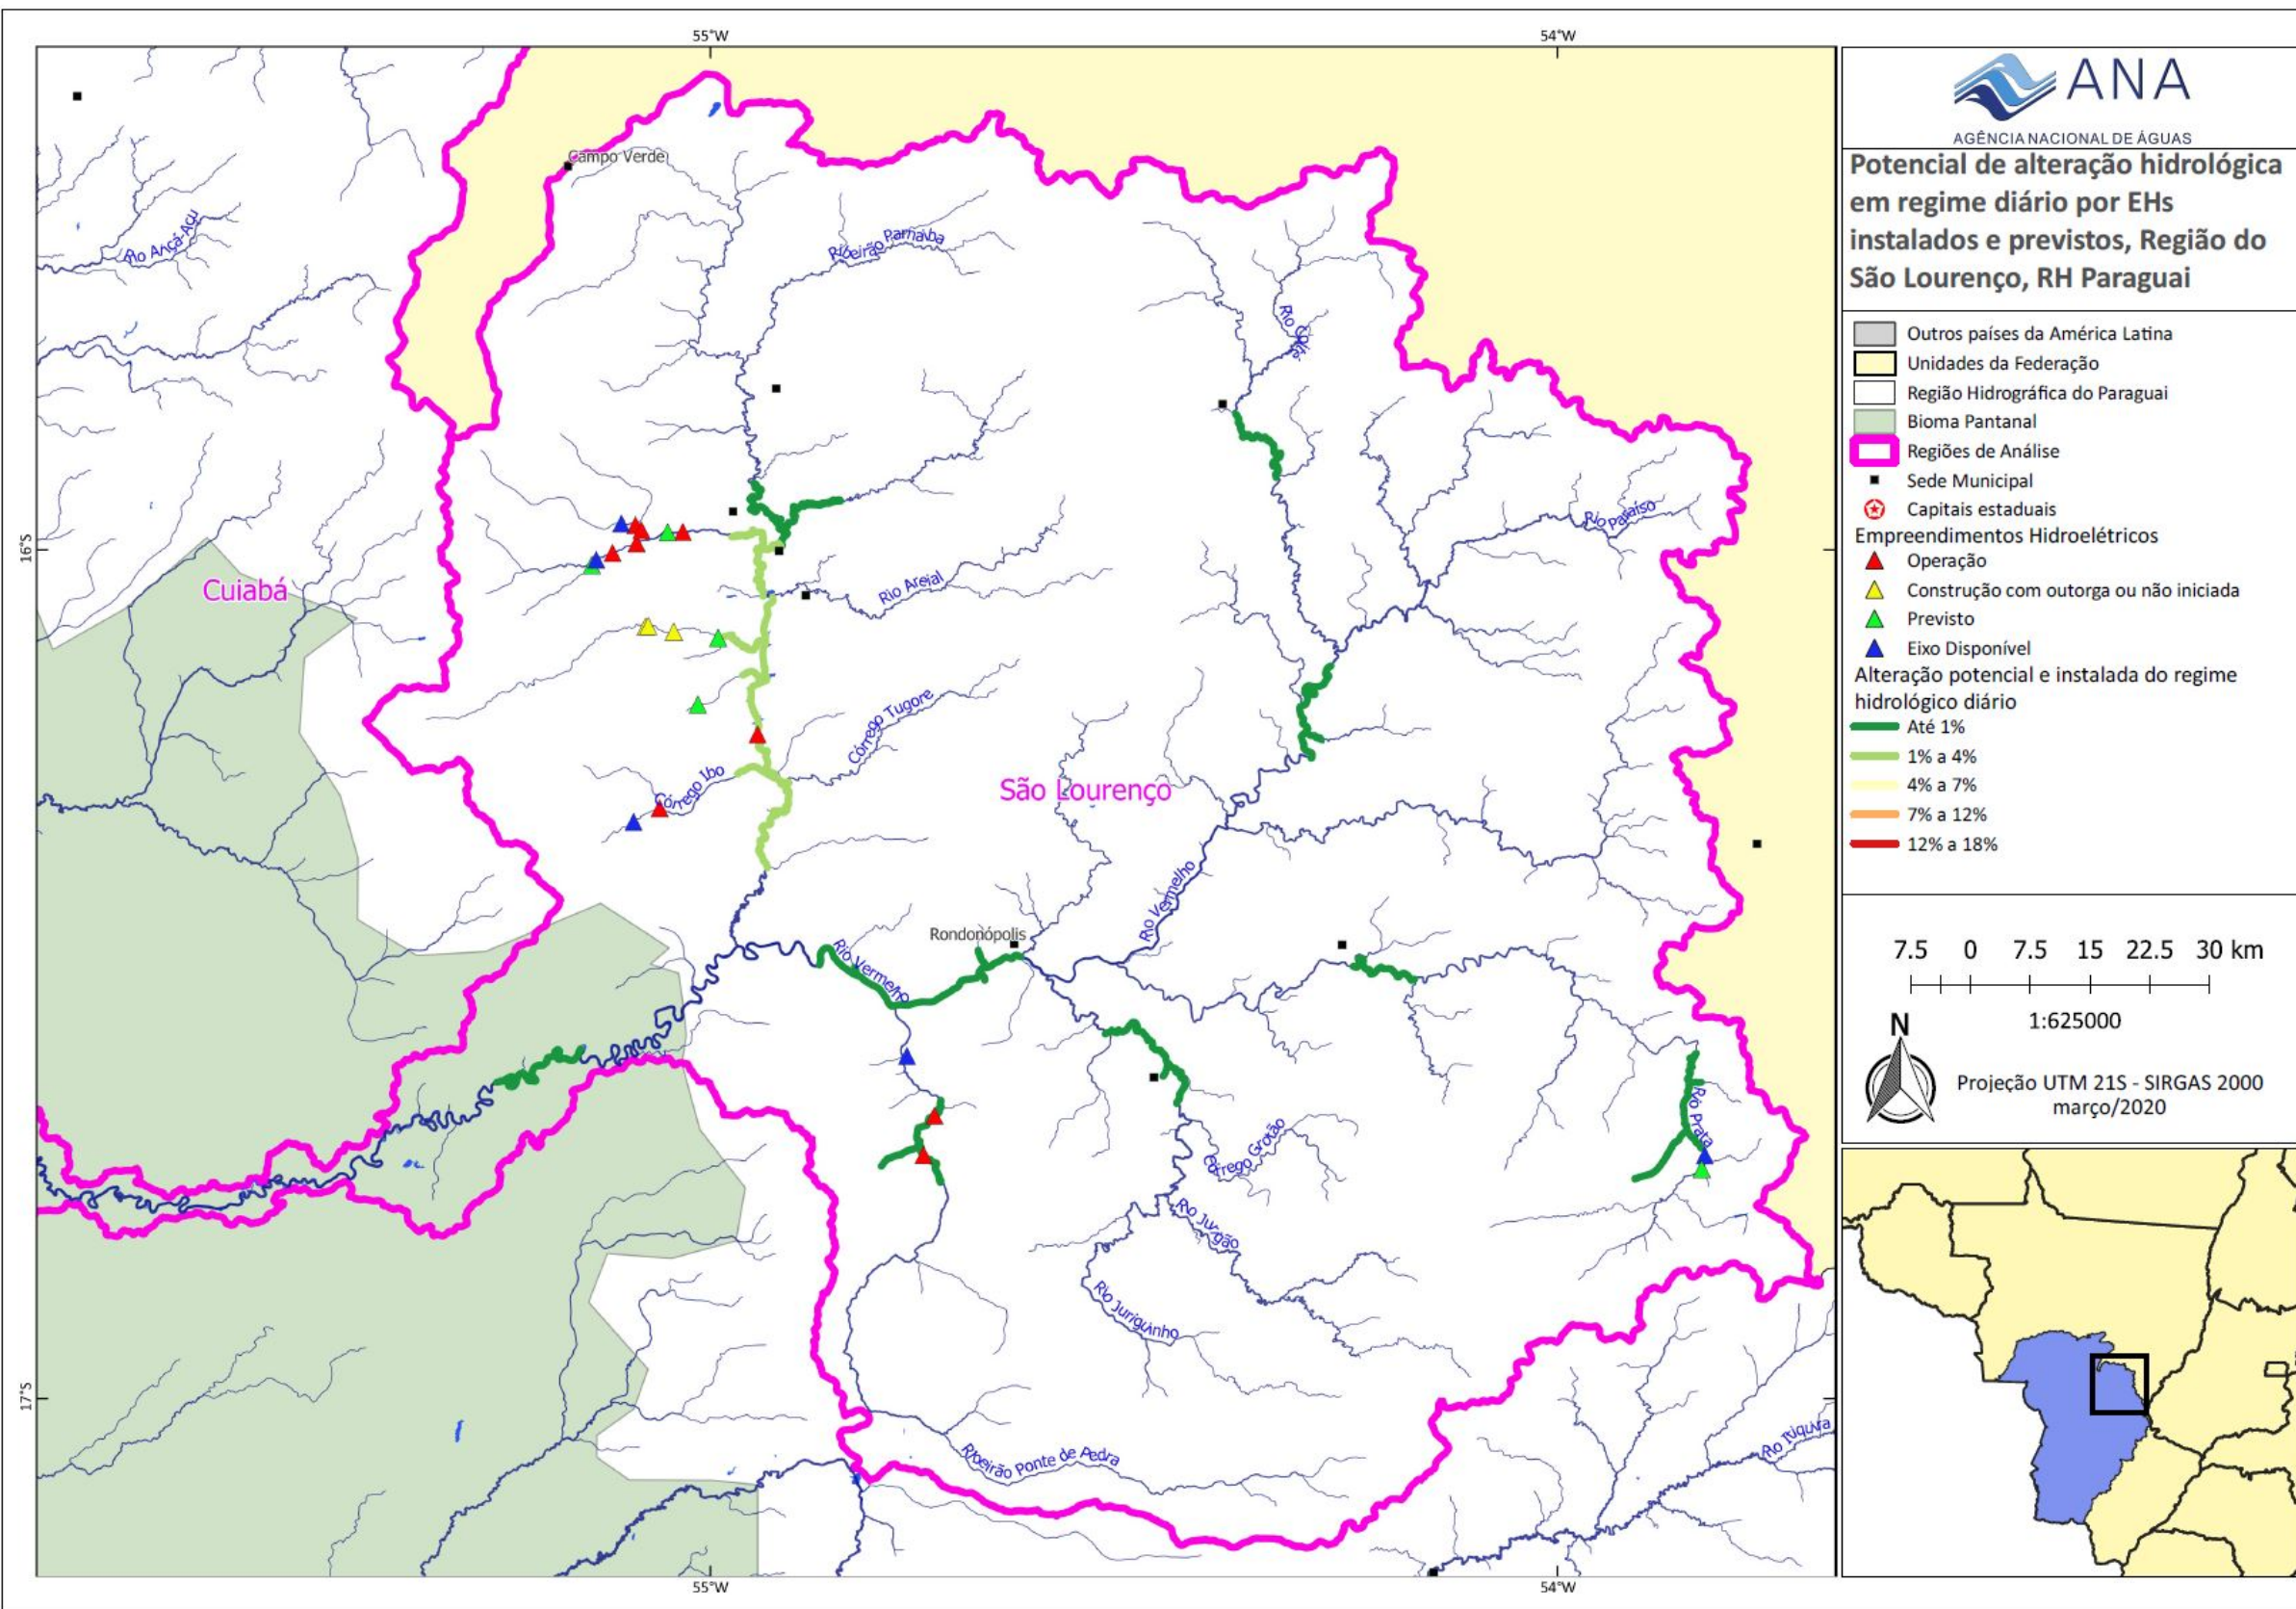 55°W
54°W
16°S
17°S
55°W
54°W
Campo Verde
Rio Ançá-Açu
Ribeirão Parnaíba
Rio Paraíso
Cuiabá
Rio Areial
Córrego Tugore
Córrego Ibo
São Lourenço
Rio Vermelho
Rondonópolis
Rio Vermelho
Rio Prata
Córrego Grotão
Rio Jurigão
Rio Juriguinho
Ribeirão Ponte de Pedra
Rio Itiquira
ANA
AGÊNCIA NACIONAL DE ÁGUAS
Potencial de alteração hidrológica
em regime diário por EHs
instalados e previstos, Região do
São Lourenço, RH Paraguai
Outros países da América Latina
Unidades da Federação
Região Hidrográfica do Paraguai
Bioma Pantanal
Regiões de Análise
Sede Municipal
Capitais estaduais
Empreendimentos Hidroelétricos
Operação
Construção com outorga ou não iniciada
Previsto
Eixo Disponível
Alteração potencial e instalada do regime
hidrológico diário
Até 1%
1% a 4%
4% a 7%
7% a 12%
12% a 18%
7.5 0 7.5 15 22.5 30 km
1:625000
N
Projeção UTM 21S - SIRGAS 2000
março/2020